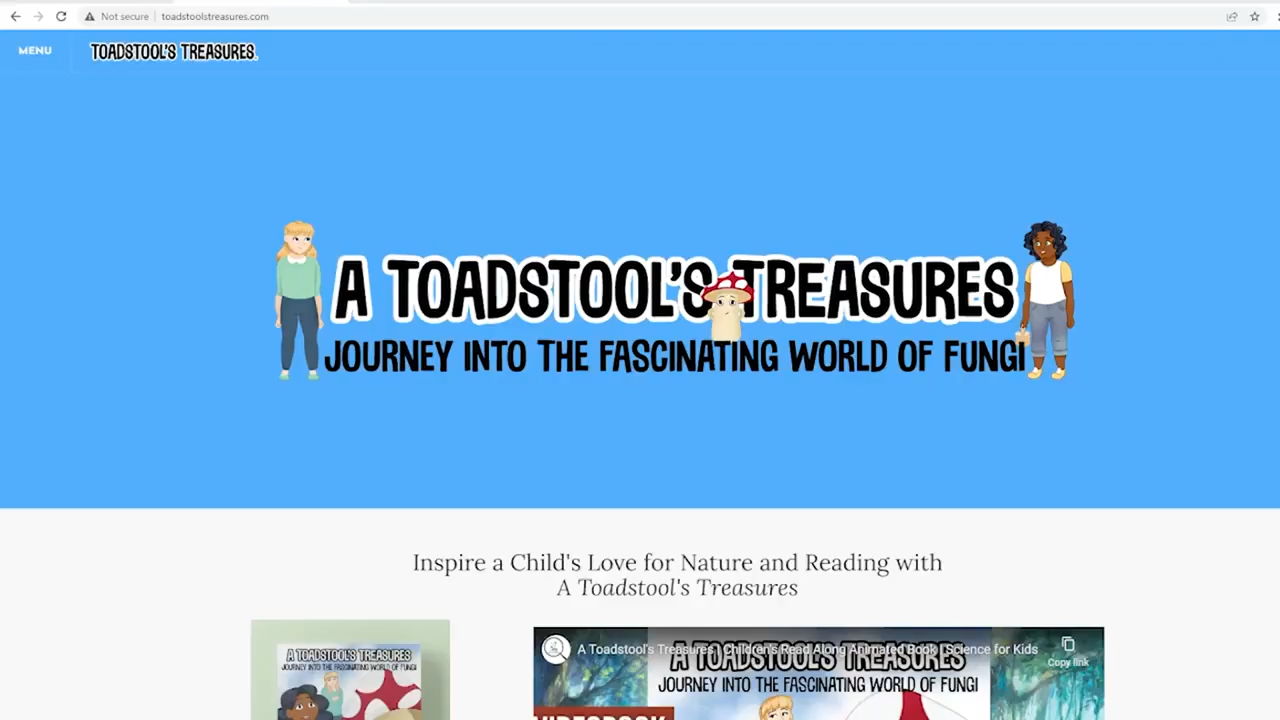 Not secure | toadstoolstreasures.com
MENU
TOADSTOOL'S TREASURES.
A TOADSTOOL'S TREASURES
JOURNEY INTO THE FASCINATING WORLD OF FUNGI
Inspire a Child's Love for Nature and Reading with
A Toadstool's Treasures
A TOADSTOOL'S TREASURES
JOURNEY INTO THE FASCINATING WORLD OF FUNGI
A Toadstool's Treasures | Children's Read Along Animated Book | Science for Kids
Copy link
A TOADSTOOL'S TREASURES
JOURNEY INTO THE FASCINATING WORLD OF FUNGI
VIDEOBOOK